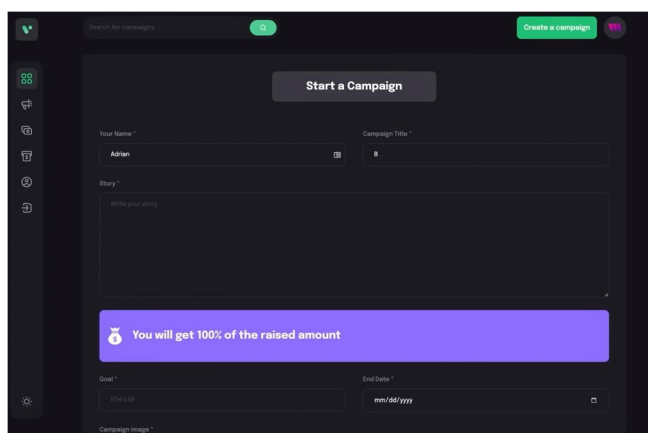 Search for campaigns
Create a campaign
Start a Campaign
Your Name *
Campaign Title *
Adrian
B
Story *
Write your story
$
You will get 100% of the raised amount
Goal *
End Date *
ETH 0.50
mm/dd/yyyy
Campaign image *